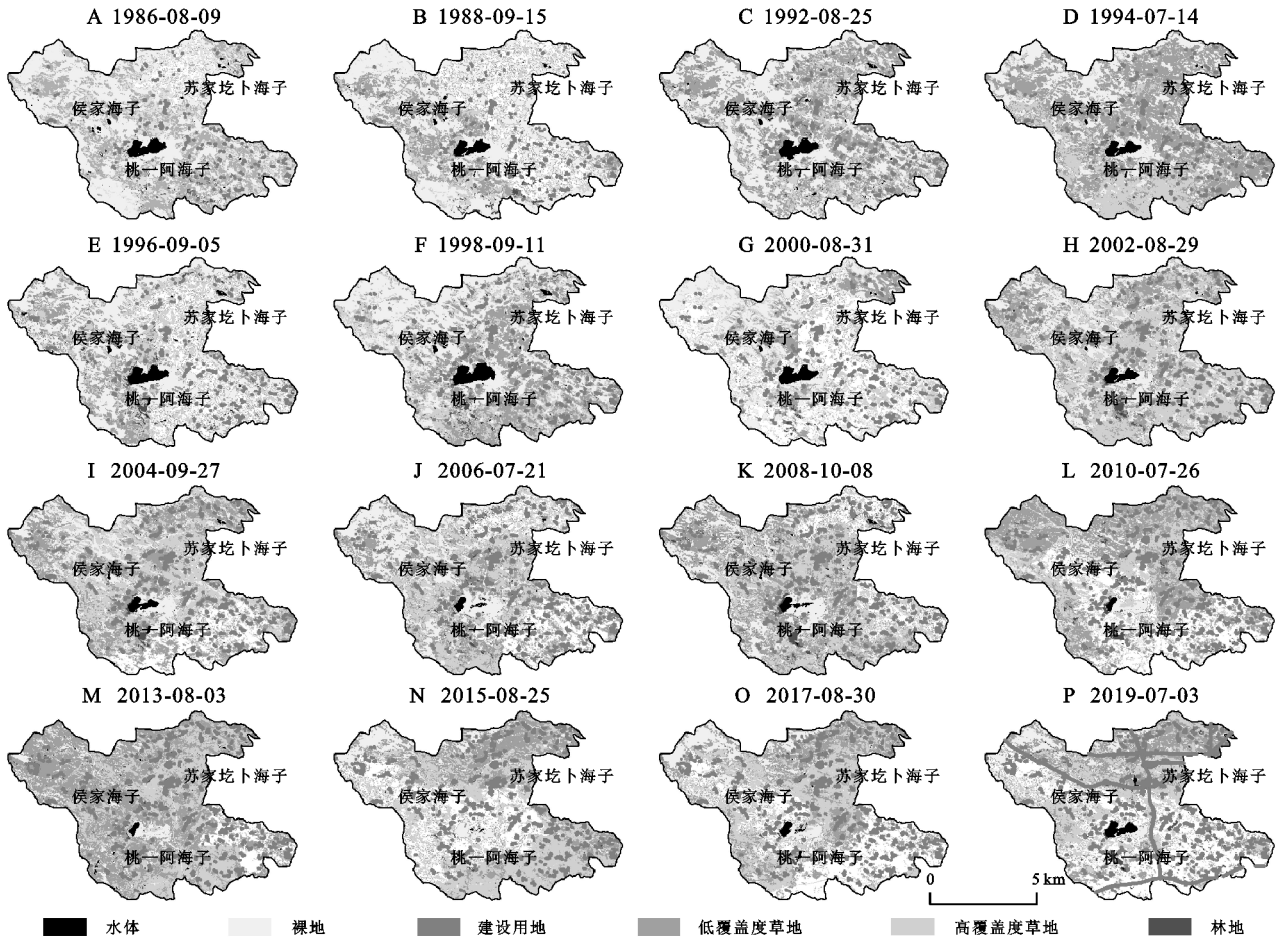 A 1986-08-09
B 1988-09-15
C 1992-08-25
D 1994-07-14
苏家圪卜海子
侯家海子
桃一阿海子
苏家圪卜海子
侯家海子
桃一阿海子
苏家圪卜海子
侯家海子
桃一阿海子
苏家圪卜海子
侯家海子
桃一阿海子
E 1996-09-05
F 1998-09-11
G 2000-08-31
H 2002-08-29
苏家圪卜海子
侯家海子
桃一阿海子
苏家圪卜海子
侯家海子
桃一阿海子
苏家圪卜海子
侯家海子
桃一阿海子
苏家圪卜海子
侯家海子
桃一阿海子
I 2004-09-27
J 2006-07-21
K 2008-10-08
L 2010-07-26
苏家圪卜海子
侯家海子
桃一阿海子
苏家圪卜海子
侯家海子
桃一阿海子
苏家圪卜海子
侯家海子
桃一阿海子
苏家圪卜海子
侯家海子
桃一阿海子
M 2013-08-03
N 2015-08-25
O 2017-08-30
P 2019-07-03
苏家圪卜海子
侯家海子
桃一阿海子
苏家圪卜海子
侯家海子
桃一阿海子
苏家圪卜海子
侯家海子
桃一阿海子
苏家圪卜海子
侯家海子
桃一阿海子
0 5 km
水体
裸地
建设用地
低覆盖度草地
高覆盖度草地
林地